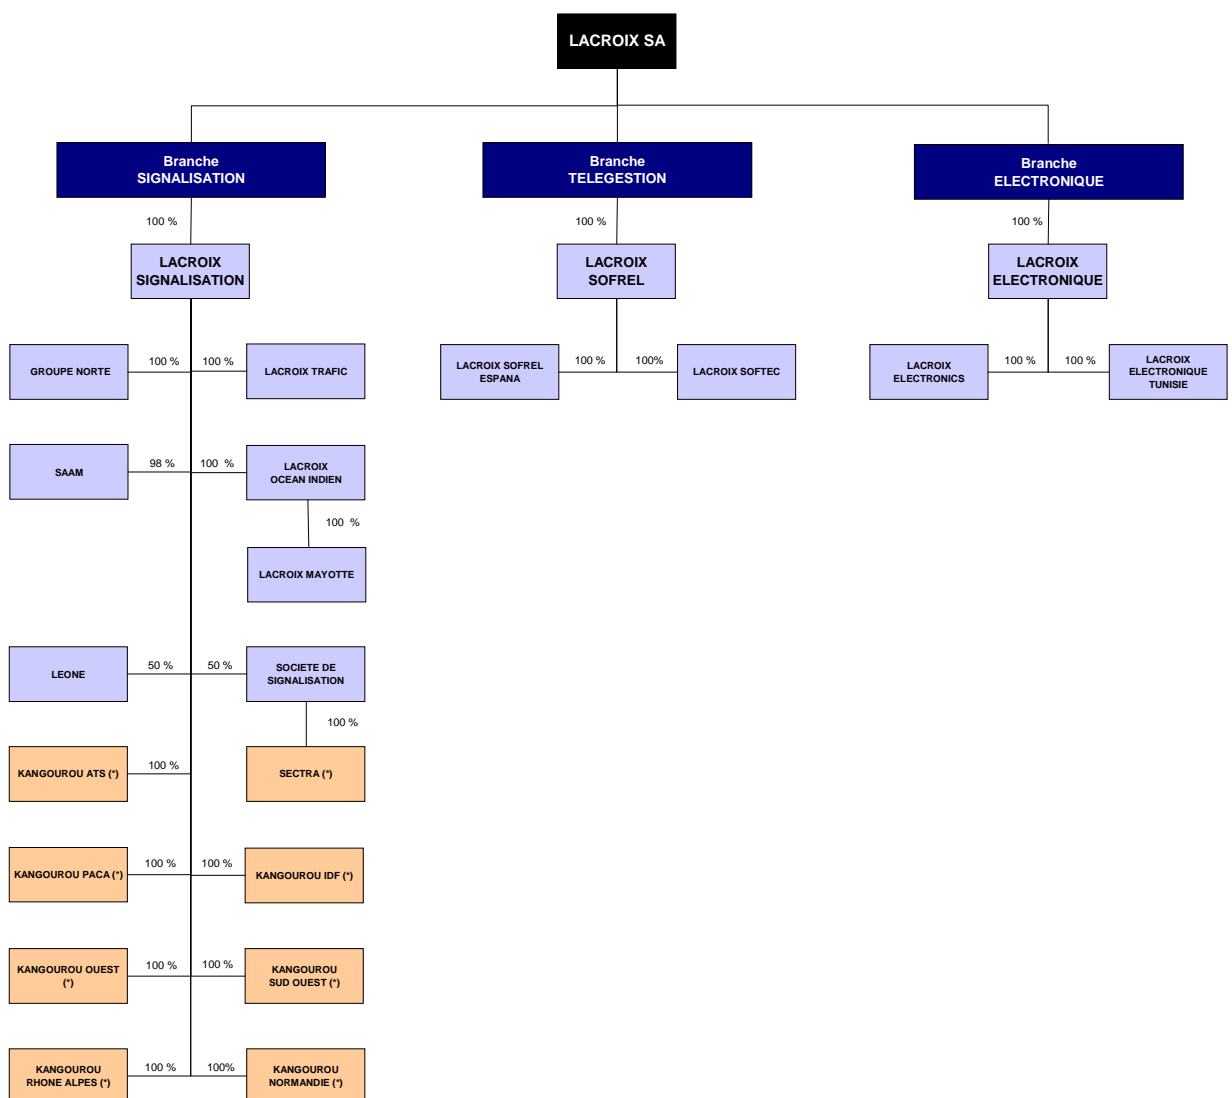 LACROIX SA
Branche
SIGNALISATION
Branche
TELEGESTION
Branche
ELECTRONIQUE
100 %
100 %
100 %
LACROIX
SIGNALISATION
LACROIX
SOFREL
LACROIX
ELECTRONIQUE
GROUPE NORTE
100 %
100 %
LACROIX TRAFIC
LACROIX SOFREL
ESPANA
100 %
100%
LACROIX SOFTEC
LACROIX
ELECTRONICS
100 %
100 %
LACROIX
ELECTRONIQUE
TUNISIE
SAAM
98 %
100 %
LACROIX
OCEAN INDIEN
100 %
LACROIX MAYOTTE
LEONE
50 %
50 %
SOCIETE DE
SIGNALISATION
100 %
KANGOUROU ATS (*)
100 %
SECTRA (*)
KANGOUROU PACA (*)
100 %
100 %
KANGOUROU IDF (*)
KANGOUROU OUEST
(*)
100 %
100 %
KANGOUROU
SUD OUEST (*)
KANGOUROU
RHONE ALPES (*)
100 %
100%
KANGOUROU
NORMANDIE (*)